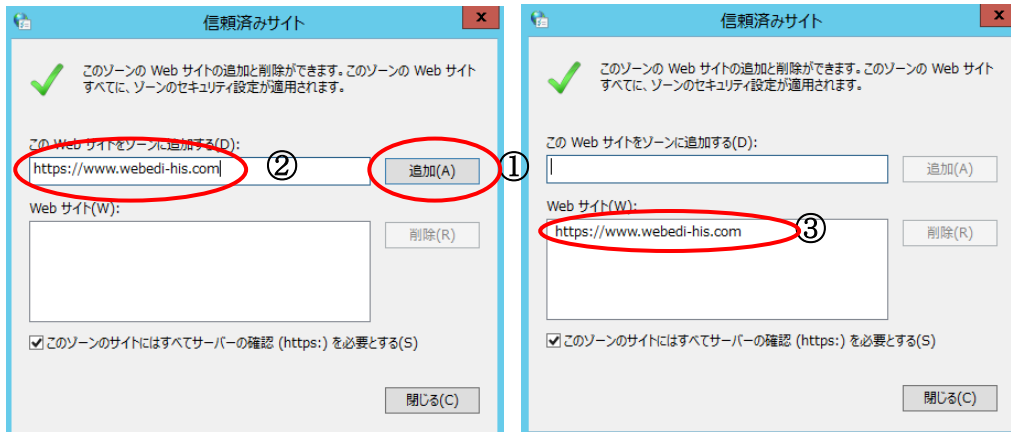 信頼済みサイト
x
このゾーンの Web サイトの追加と削除ができます。このゾーンの Web サイト
すべてに、ゾーンのセキュリティ設定が適用されます。
この Web サイトをゾーンに追加する(D):
https://www.webedi-his.com
②
追加(A)
①
Web サイト(W):
削除(R)
このゾーンのサイトにはすべてサーバーの確認 (https:) を必要とする(S)
閉じる(C)
信頼済みサイト
x
このゾーンの Web サイトの追加と削除ができます。このゾーンの Web サイト
すべてに、ゾーンのセキュリティ設定が適用されます。
この Web サイトをゾーンに追加する(D):
追加(A)
Web サイト(W):
https://www.webedi-his.com
③
削除(R)
このゾーンのサイトにはすべてサーバーの確認 (https:) を必要とする(S)
閉じる(C)